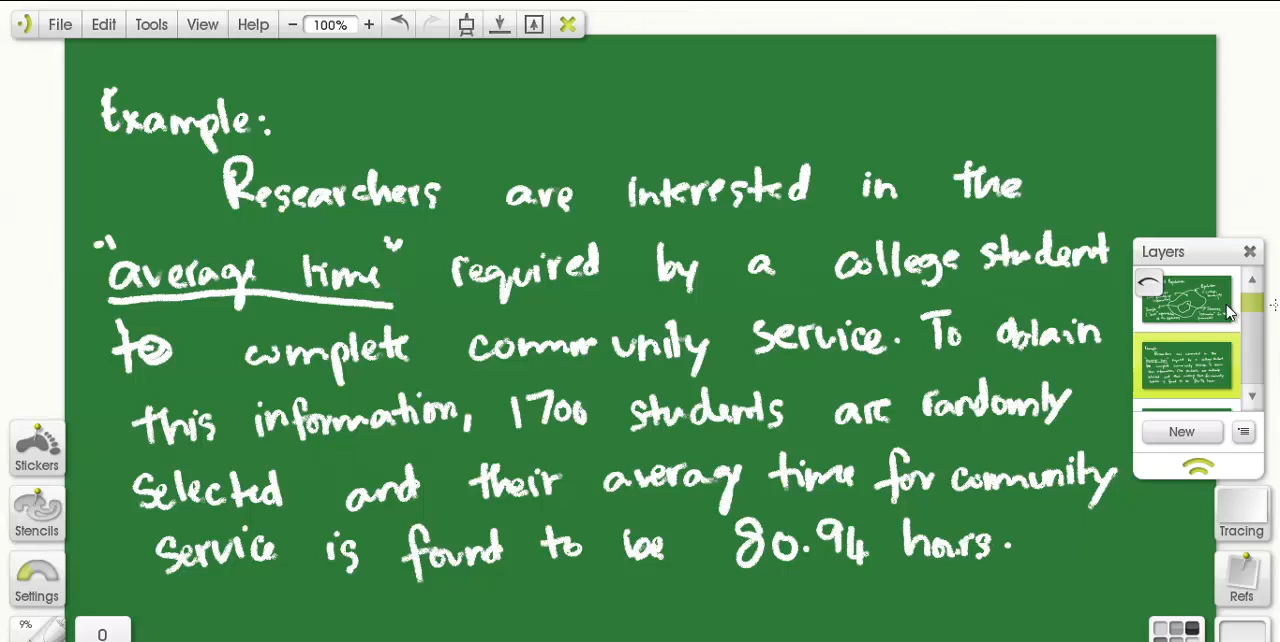 File Edit Tools View Help − 100% +
Example:
Researchers are interested in the
"average time" required by a college student
to complete community service. To obtain
this information, 1700 students are randomly
selected and their average time for community
service is found to be 80.94 hours.
Layers
New
Stickers
Stencils
Settings
9%
0
Tracing
Refs